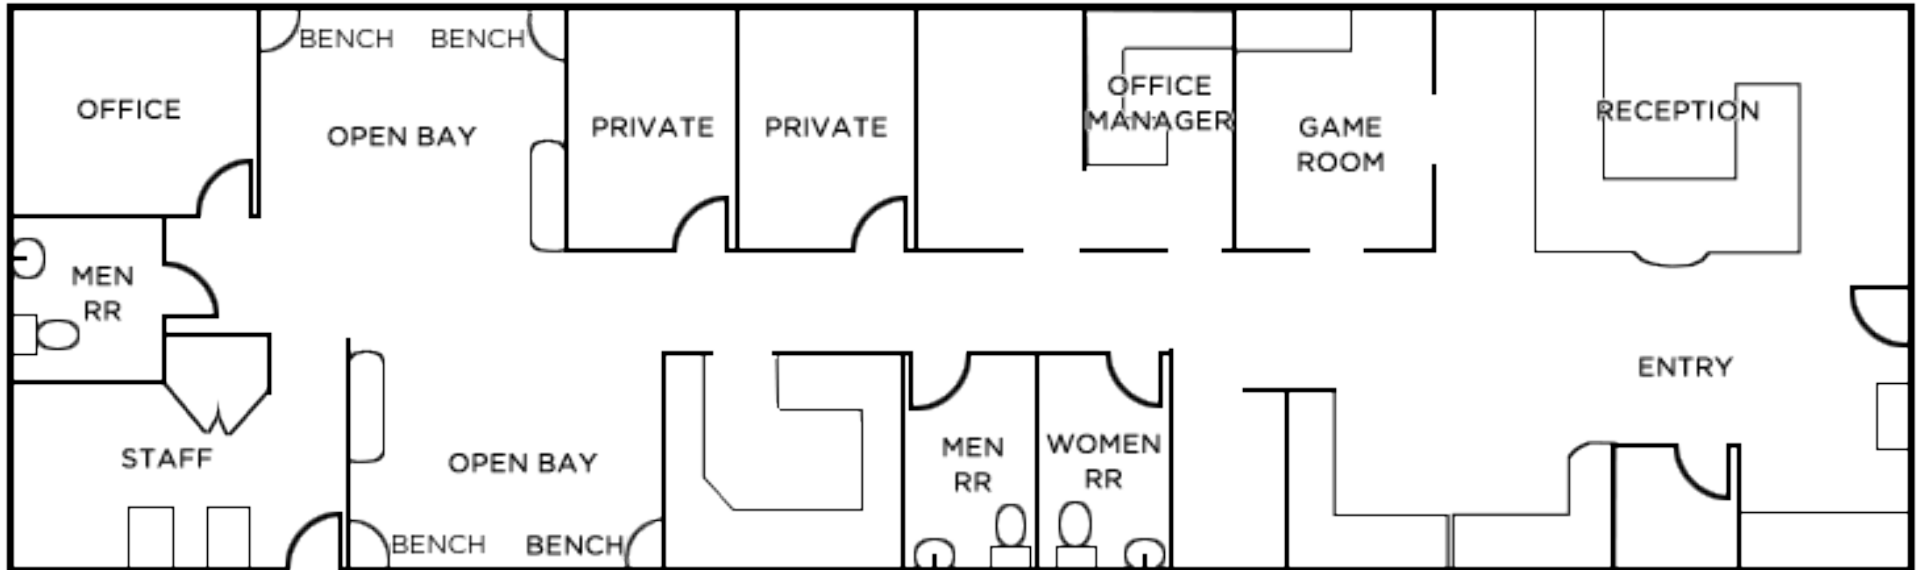 BENCH
BENCH
OFFICE
OPEN BAY
PRIVATE
PRIVATE
OFFICE
MANAGER
GAME
ROOM
RECEPTION
MEN
RR
ENTRY
STAFF
OPEN BAY
MEN
RR
WOMEN
RR
BENCH
BENCH